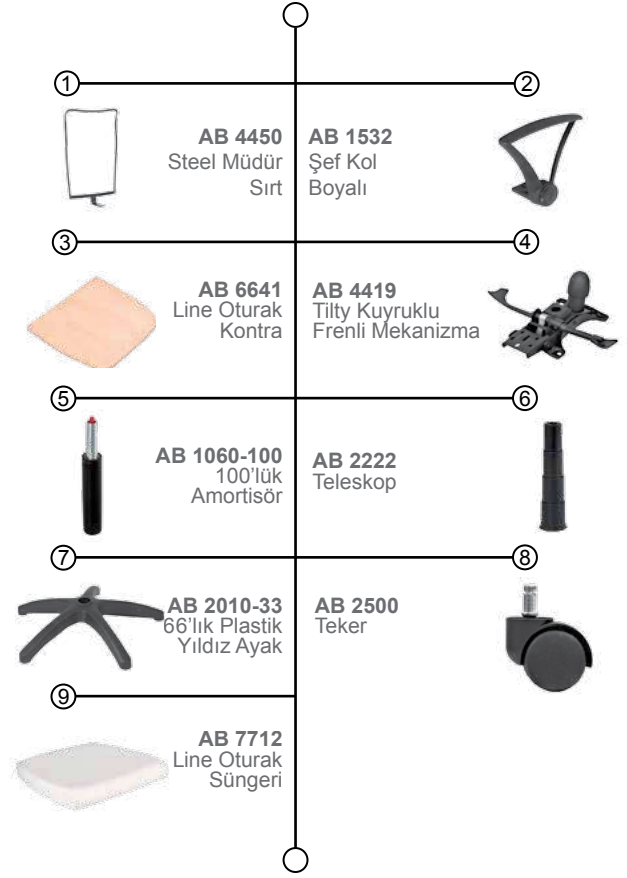 1
AB 4450
Steel Müdür
Sırt
2
AB 1532
Şef Kol
Boyalı
3
AB 6641
Line Oturak
Kontra
4
AB 4419
Tilty Kuyruklu
Frenli Mekanizma
5
AB 1060-100
100'lük
Amortisör
6
AB 2222
Teleskop
7
AB 2010-33
66'lık Plastik
Yıldız Ayak
8
AB 2500
Teker
9
AB 7712
Line Oturak
Süngeri